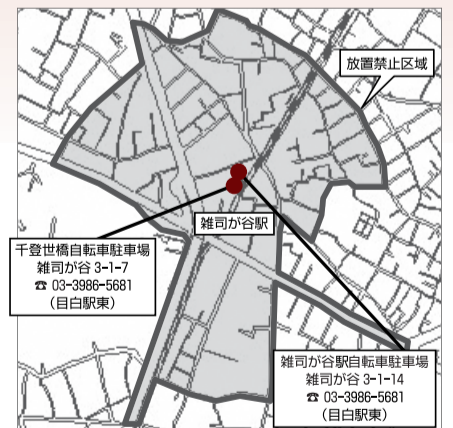 放置禁止区域
雑司が谷駅
千登世橋自転車駐車場
雑司が谷 3-1-7
☎ 03-3986-5681
（目白駅東）
雑司が谷駅自転車駐車場
雑司が谷 3-1-14
☎ 03-3986-5681
（目白駅東）